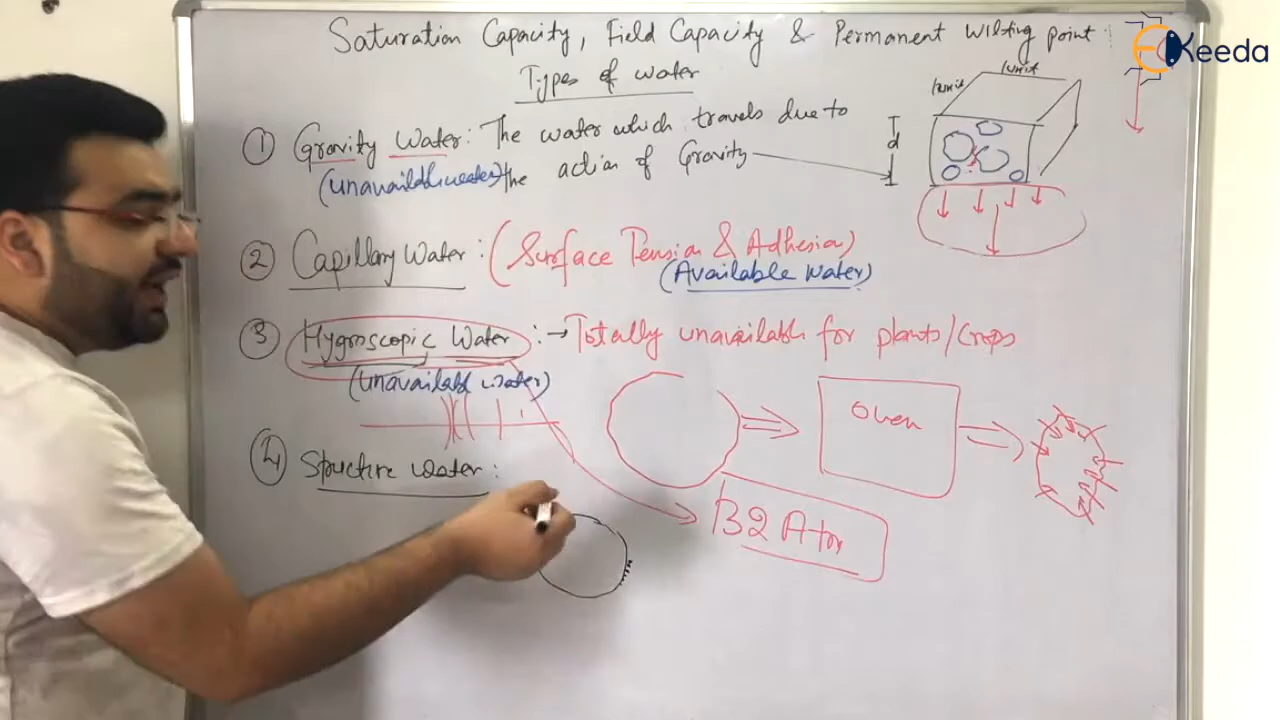 Saturation Capacity, Field Capacity & Permanent Wilting point :
EKeeda
Types of water
1unit
1unit
① Gravity Water: The water which travels due to
d
(Unavailable water) the action of Gravity
② Capillary Water: (Surface Tension & Adhesion)
(Available Water)
③ Hygroscopic Water : → Totally unavailable for plants/Crops
(Unavailable water)
Oven
④ Structure water :
32 Atm